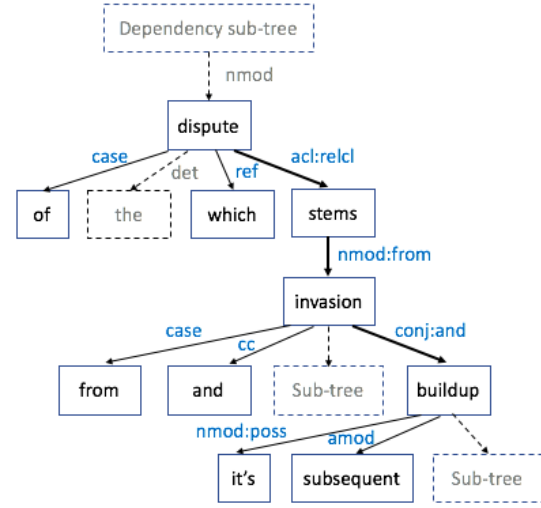 Dependency sub-tree
nmod
dispute
case
det
ref
acl:relcl
of
the
which
stems
nmod:from
invasion
case
cc
conj:and
from
and
Sub-tree
buildup
nmod:poss
amod
it's
subsequent
Sub-tree